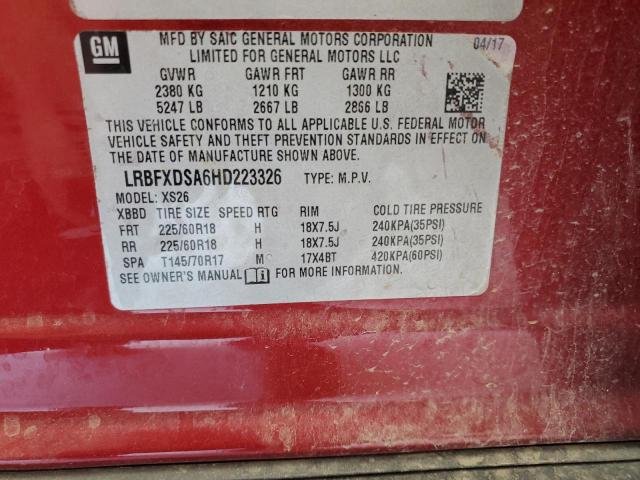 GM
MFD BY SAIC GENERAL MOTORS CORPORATION 04/17
LIMITED FOR GENERAL MOTORS LLC
GVWR GAWR FRT GAWR RR
2380 KG 1210 KG 1300 KG
5247 LB 2667 LB 2866 LB
THIS VEHICLE CONFORMS TO ALL APPLICABLE U.S. FEDERAL MOTOR
VEHICLE SAFETY AND THEFT PREVENTION STANDARDS IN EFFECT ON
THE DATE OF MANUFACTURE SHOWN ABOVE.
LRBFXDSA6HD223326 TYPE: M.P.V.
MODEL: XS26
XBBD TIRE SIZE SPEED RTG RIM COLD TIRE PRESSURE
FRT 225/60R18 H 18X7.5J 240KPA(35PSI)
RR 225/60R18 H 18X7.5J 240KPA(35PSI)
SPA T145/70R17 M 17X4BT 420KPA(60PSI)
SEE OWNER'S MANUAL FOR MORE INFORMATION.